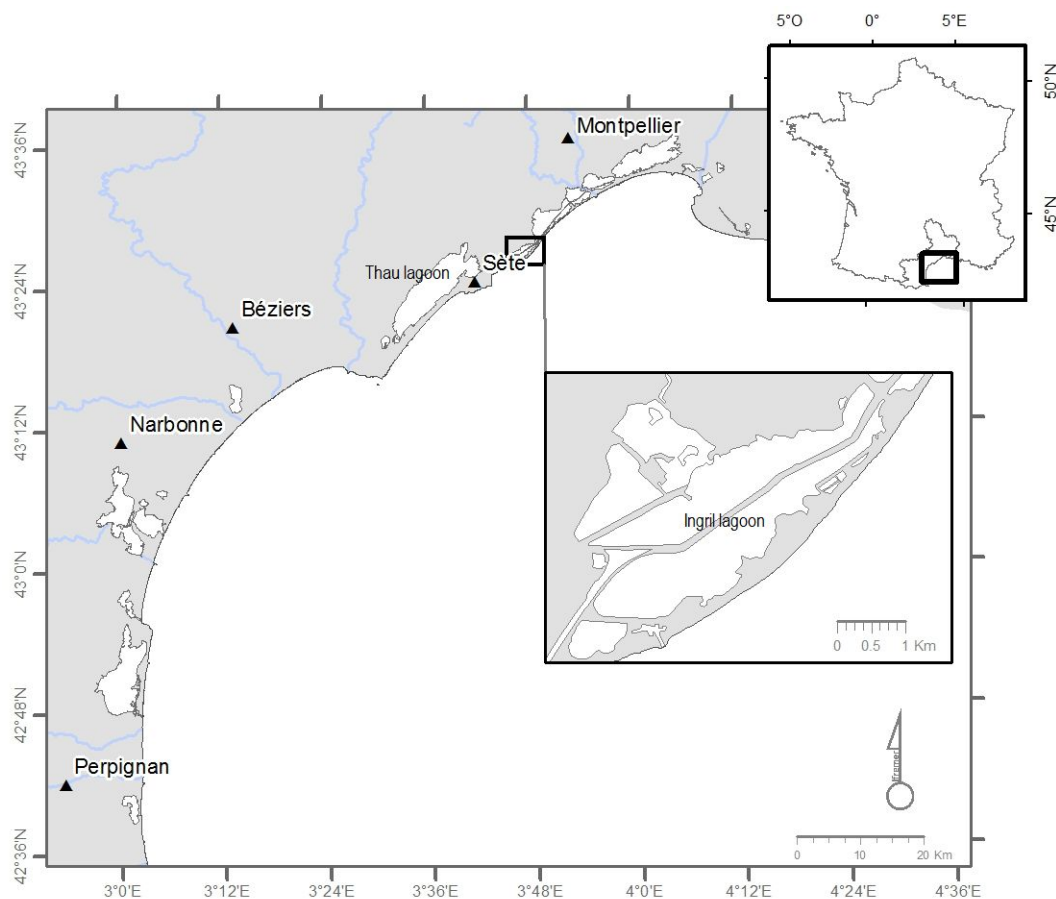 5°O 0° 5°E
50°N
45°N
43°36'N
43°24'N
43°12'N
43°0'N
42°48'N
42°36'N
Montpellier
Sète
Thau lagoon
Béziers
Narbonne
Perpignan
Ingril lagoon
0 0.5 1 Km
Ifremer
0 10 20 Km
3°0'E 3°12'E 3°24'E 3°36'E 3°48'E 4°0'E 4°12'E 4°24'E 4°36'E